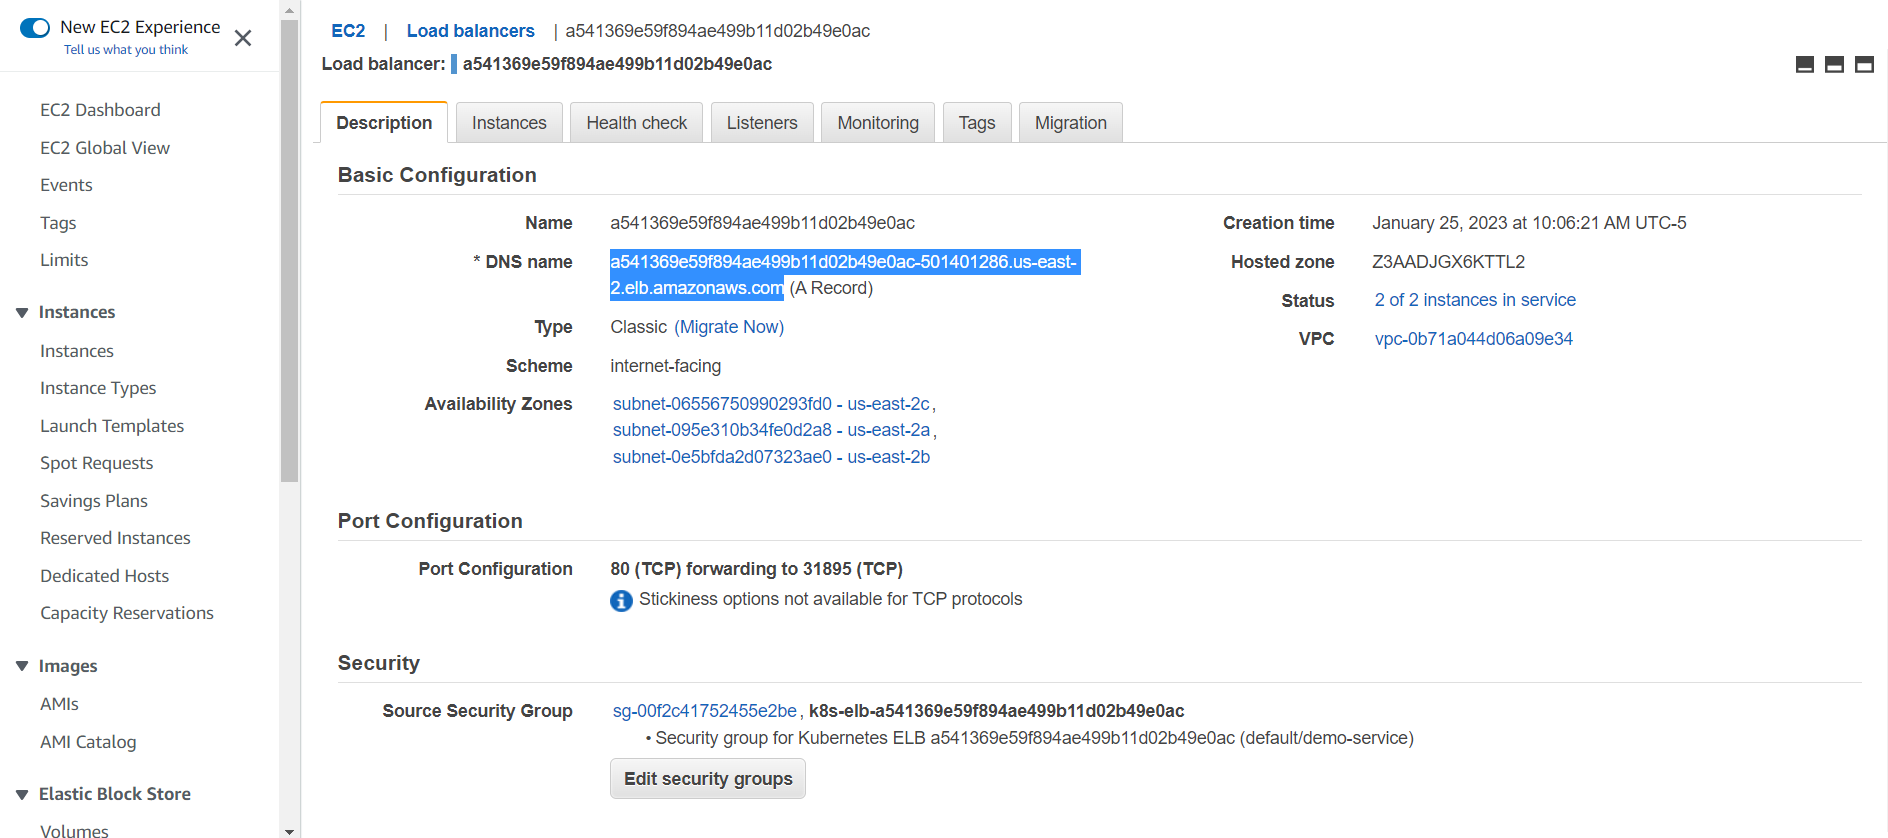 New EC2 Experience
Tell us what you think
EC2 Dashboard
EC2 Global View
Events
Tags
Limits
Instances
Instances
Instance Types
Launch Templates
Spot Requests
Savings Plans
Reserved Instances
Dedicated Hosts
Capacity Reservations
Images
AMIs
AMI Catalog
Elastic Block Store
Volumes
EC2 | Load balancers | a541369e59f894ae499b11d02b49e0ac
Load balancer: a541369e59f894ae499b11d02b49e0ac
Description Instances Health check Listeners Monitoring Tags Migration
Basic Configuration
Name a541369e59f894ae499b11d02b49e0ac
* DNS name a541369e59f894ae499b11d02b49e0ac-501401286.us-east-
2.elb.amazonaws.com (A Record)
Type Classic (Migrate Now)
Scheme internet-facing
Availability Zones subnet-06556750990293fd0 - us-east-2c,
subnet-095e310b34fe0d2a8 - us-east-2a,
subnet-0e5bfda2d07323ae0 - us-east-2b
Creation time January 25, 2023 at 10:06:21 AM UTC-5
Hosted zone Z3AADJGX6KTTL2
Status 2 of 2 instances in service
VPC vpc-0b71a044d06a09e34
Port Configuration
Port Configuration 80 (TCP) forwarding to 31895 (TCP)
Stickiness options not available for TCP protocols
Security
Source Security Group sg-00f2c41752455e2be, k8s-elb-a541369e59f894ae499b11d02b49e0ac
• Security group for Kubernetes ELB a541369e59f894ae499b11d02b49e0ac (default/demo-service)
Edit security groups